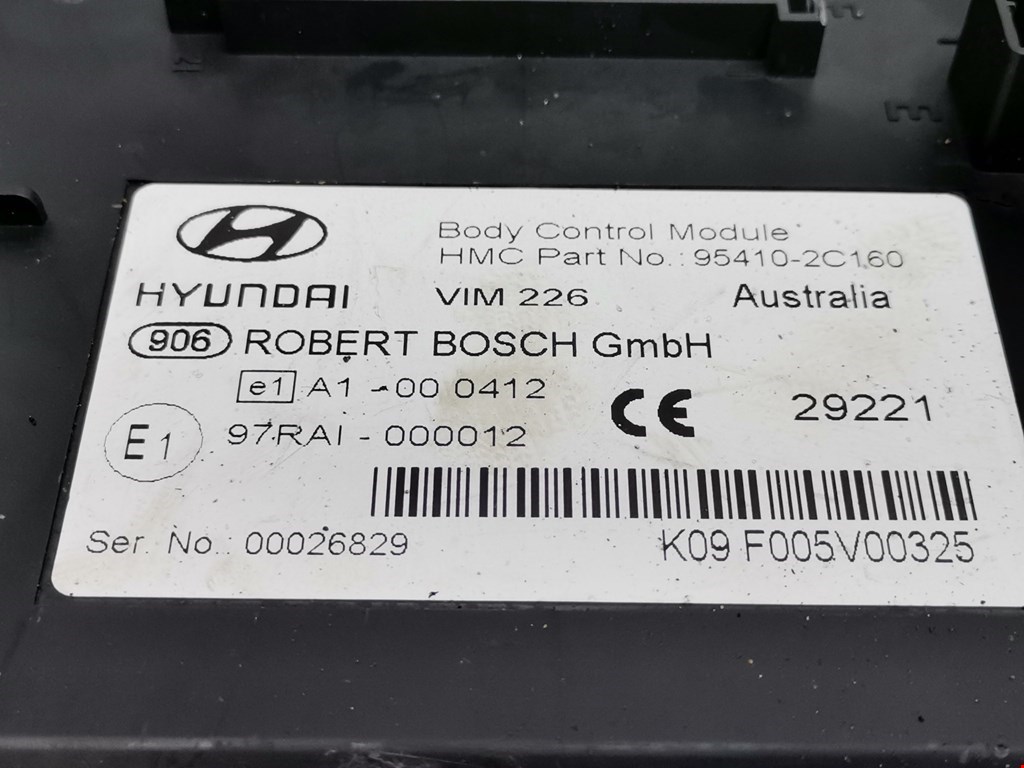 Body Control Module
HMC Part No.: 95410-2C160
HYUNDAI VIM 226 Australia
906 ROBERT BOSCH GmbH
e1 A1 -00 0412
CE 29221
E1 97RAI - 000012
Ser. No.: 00026829 K09 F005V00325